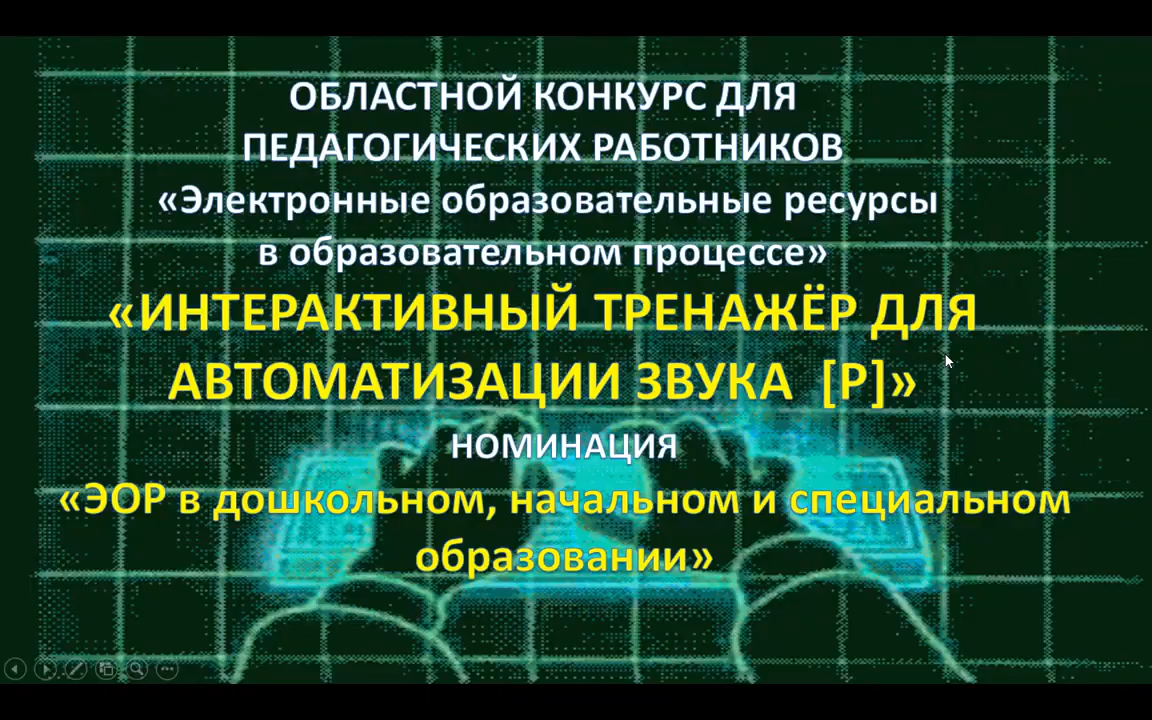 ОБЛАСТНОЙ КОНКУРС ДЛЯ
ПЕДАГОГИЧЕСКИХ РАБОТНИКОВ
«Электронные образовательные ресурсы
в образовательном процессе»
«ИНТЕРАКТИВНЫЙ ТРЕНАЖЁР ДЛЯ
АВТОМАТИЗАЦИИ ЗВУКА [Р]»
НОМИНАЦИЯ
«ЭОР в дошкольном, начальном и специальном
образовании»